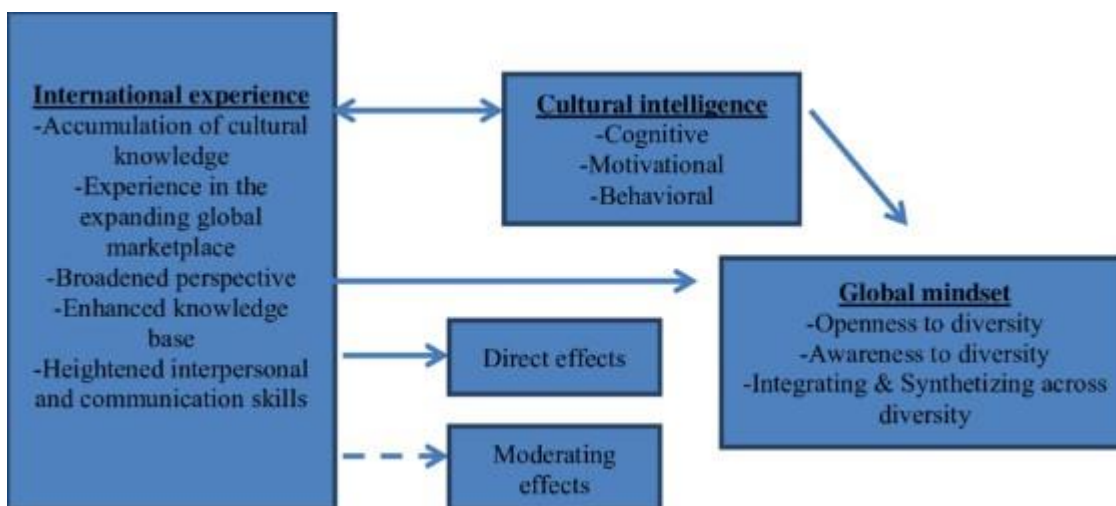 International experience
-Accumulation of cultural
knowledge
-Experience in the
expanding global
marketplace
-Broadened perspective
-Enhanced knowledge
base
-Heightened interpersonal
and communication skills
Cultural intelligence
-Cognitive
-Motivational
-Behavioral
Global mindset
-Openness to diversity
-Awareness to diversity
-Integrating & Synthetizing across
diversity
Direct effects
Moderating
effects